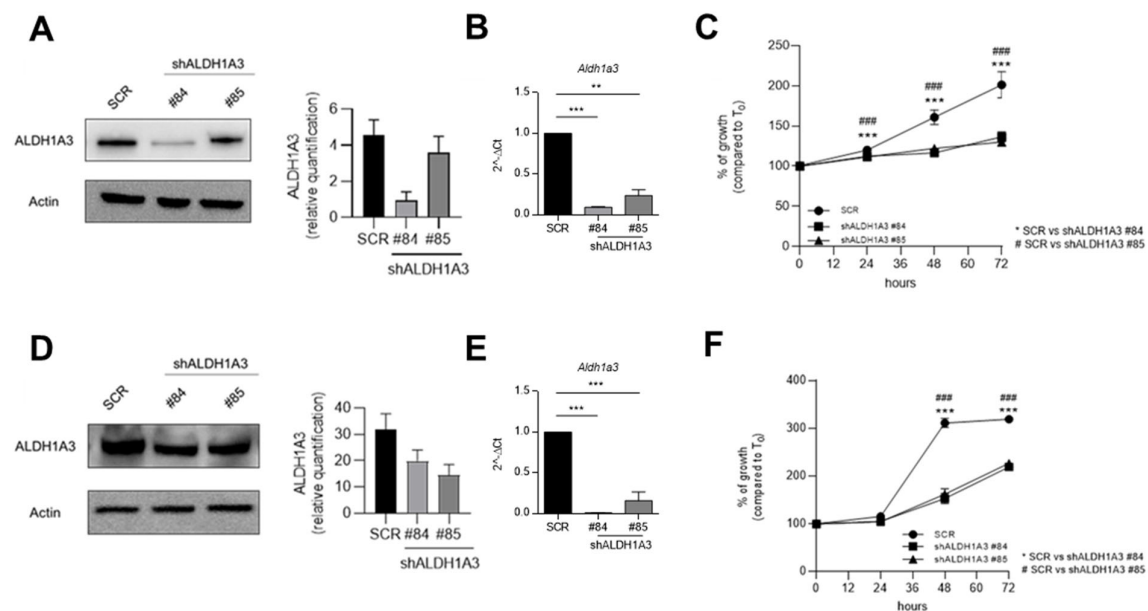 A
shALDH1A3
SCR
#84
#85
ALDH1A3
Actin
ALDH1A3
(relative quantification)
6
4
2
0
SCR #84 #85
shALDH1A3
B
Aldh1a3
**
***
2^-ΔCt
1.5
1.0
0.5
0.0
SCR #84 #85
shALDH1A3
C
% of growth
(compared to T0)
250
200
150
100
50
0
###
***
###
***
###
***
SCR
shALDH1A3 #84
shALDH1A3 #85
0 12 24 36 48 60 72
hours
* SCR vs shALDH1A3 #84
# SCR vs shALDH1A3 #85
D
shALDH1A3
SCR
#84
#85
ALDH1A3
Actin
ALDH1A3
(relative quantification)
40
30
20
10
0
SCR #84 #85
shALDH1A3
E
Aldh1a3
***
***
2^-ΔCt
1.5
1.0
0.5
0.0
SCR #84 #85
shALDH1A3
F
% of growth
(compared to T0)
400
300
200
100
0
###
***
###
***
SCR
shALDH1A3 #84
shALDH1A3 #85
0 24 48 72
hours
* SCR vs shALDH1A3 #84
# SCR vs shALDH1A3 #85